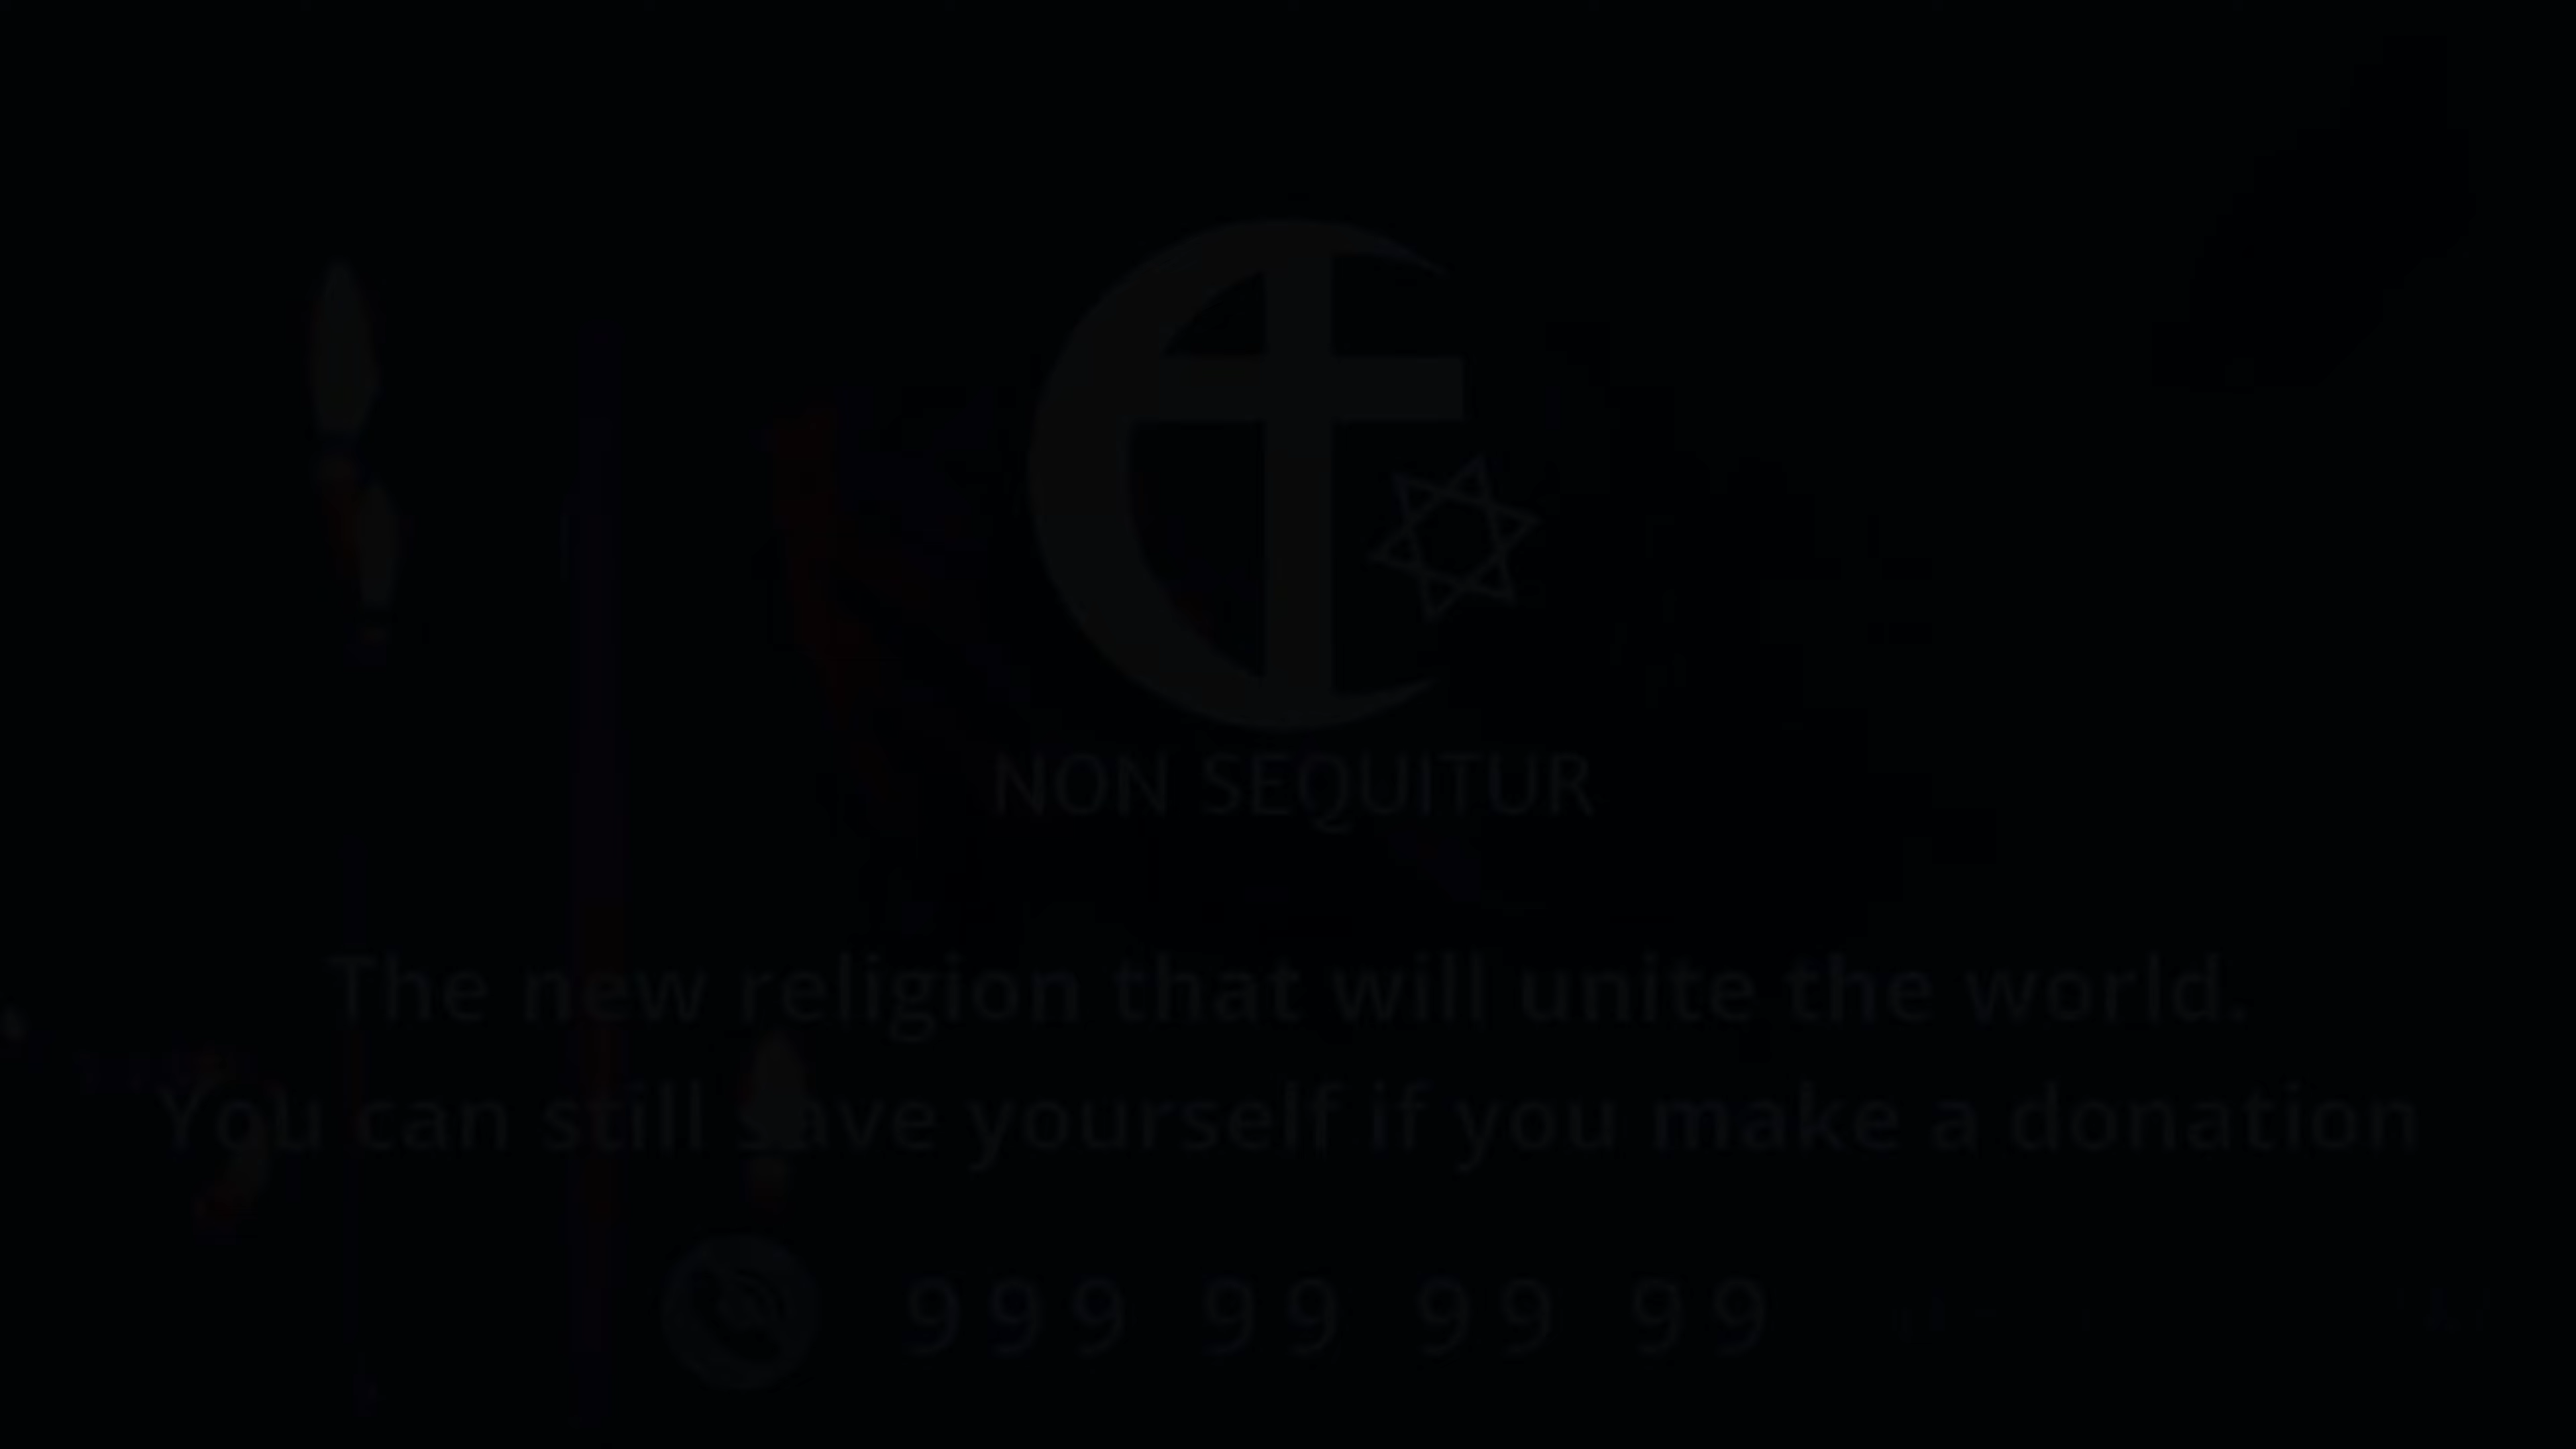 NON SEQUITUR
The new religion that will unite the world.
You can still save yourself if you make a donation
999 99 99 99